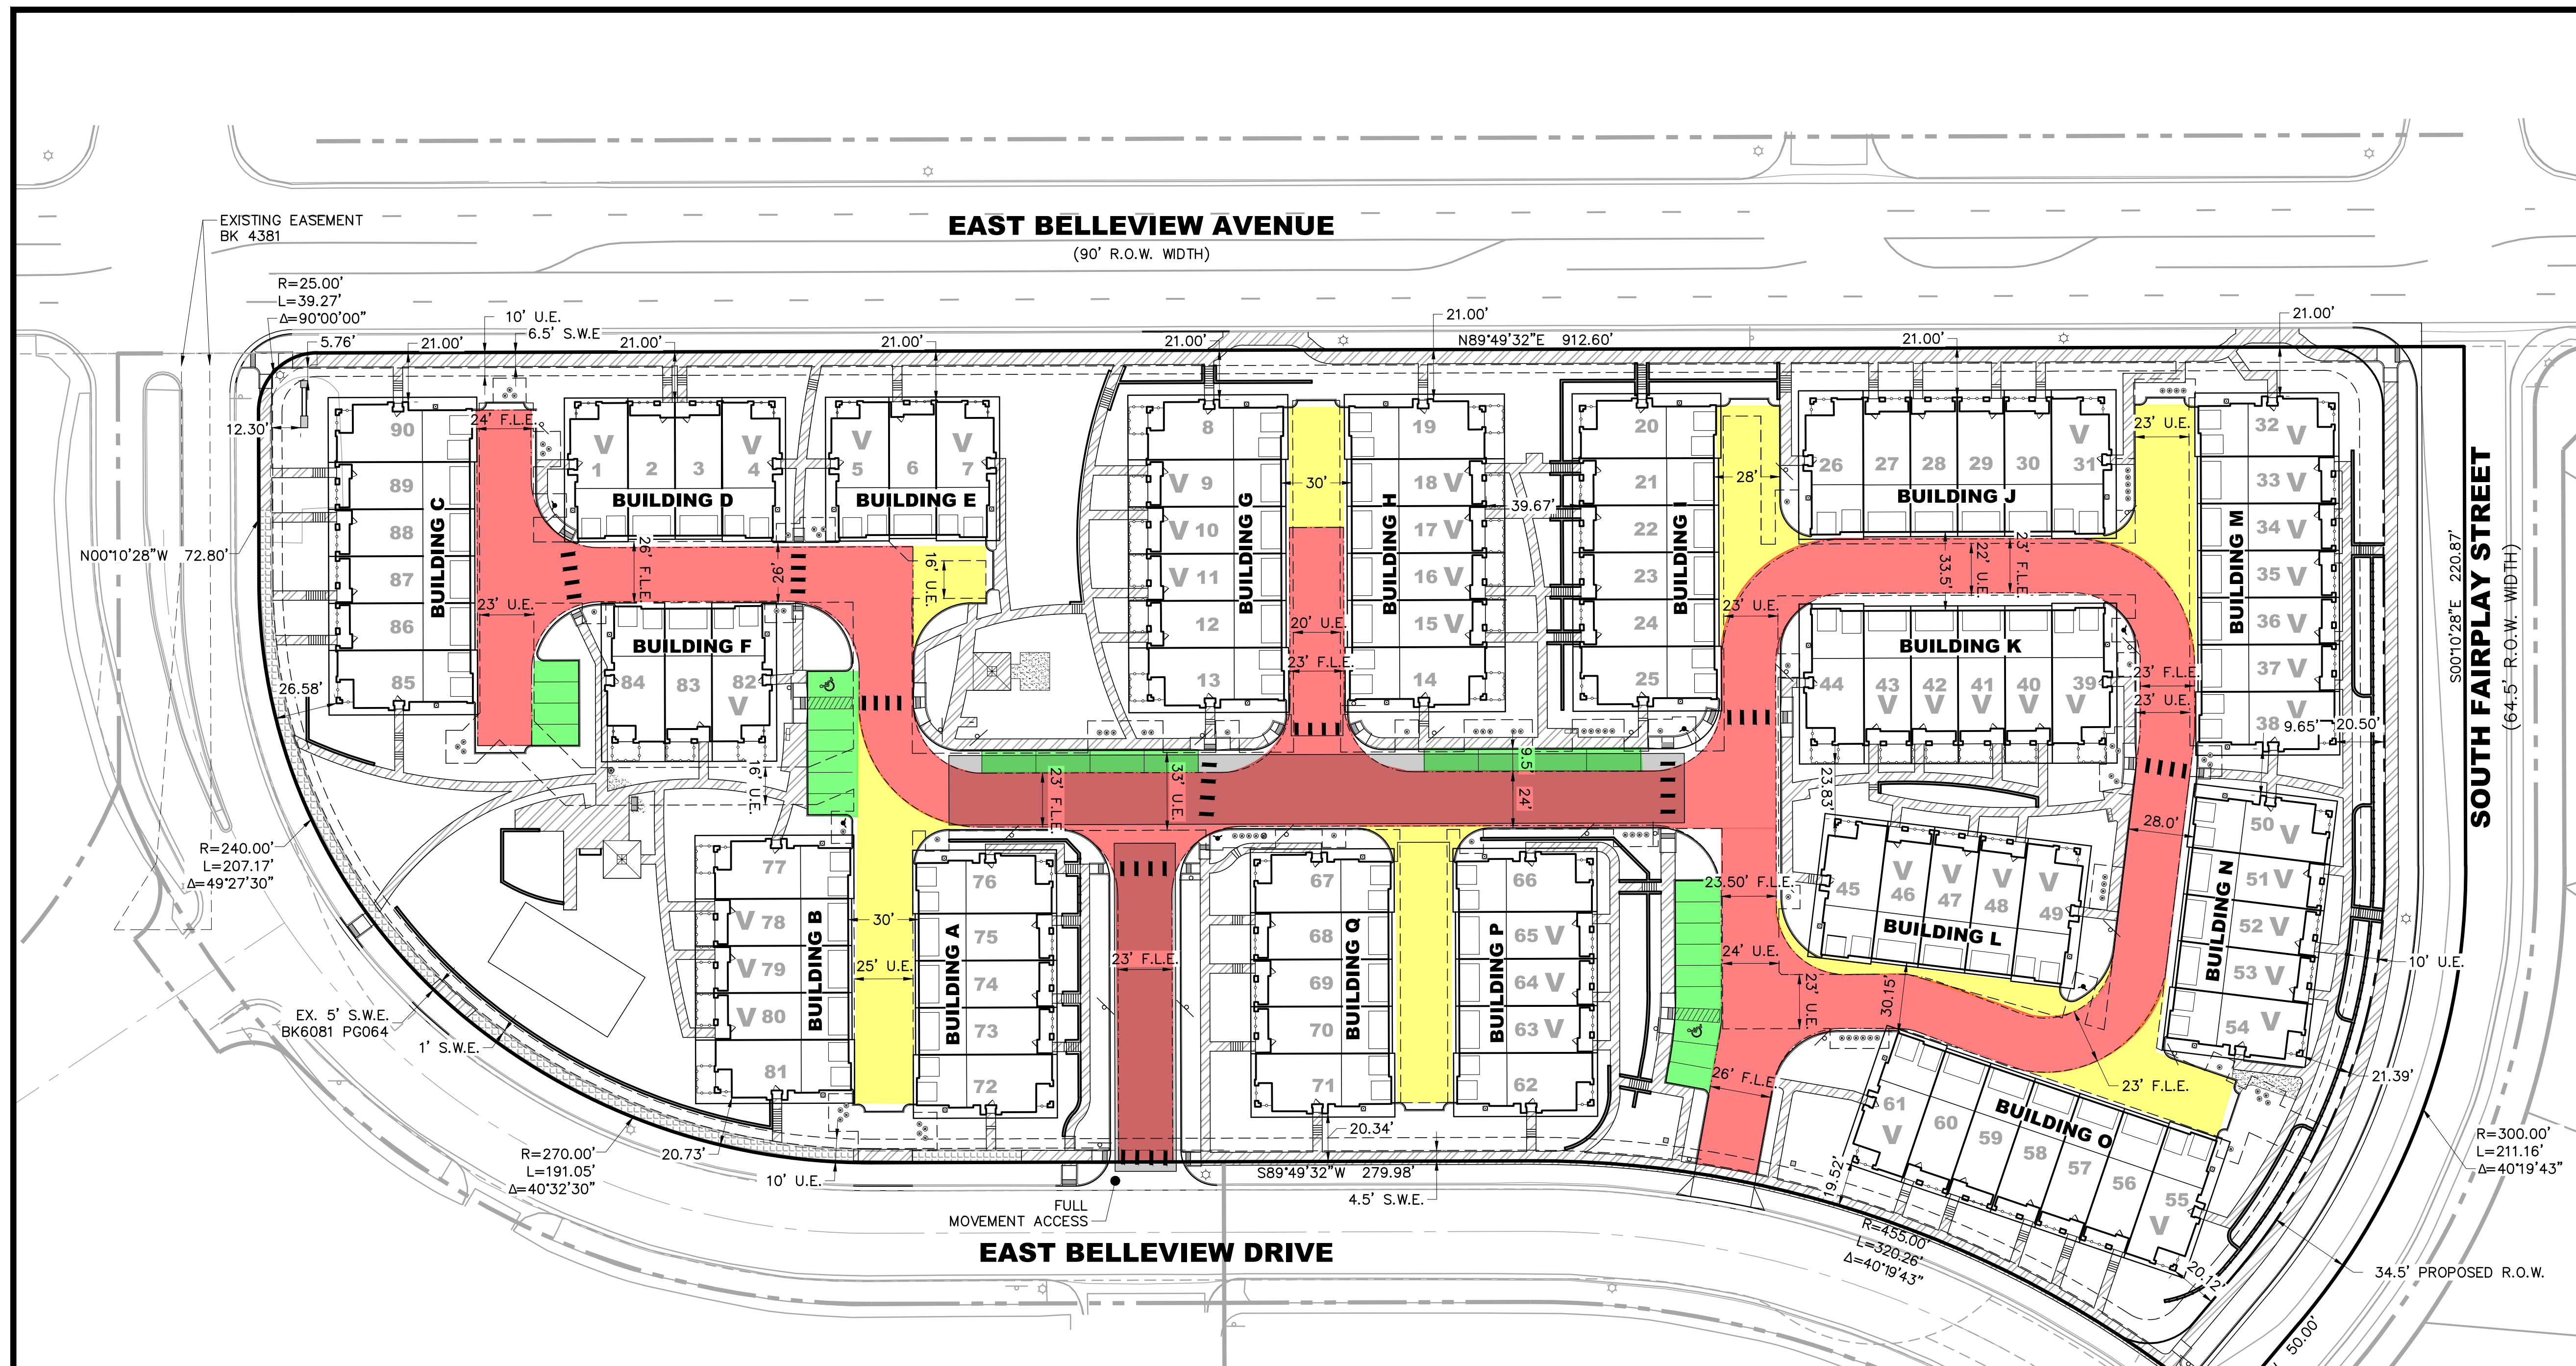 EXISTING EASEMENT
BK 4381
EAST BELLEVIEW AVENUE
(90' R.O.W. WIDTH)
R=25.00'
L=39.27'
Δ=90°00'00"
10' U.E.
6.5' S.W.E
5.76'
21.00'
21.00'
21.00'
21.00'
21.00'
N89°49'32"E 912.60'
21.00'
21.00'
12.30'
N00°10'28"W 72.80'
26.58'
R=240.00'
L=207.17'
Δ=49°27'30"
EX. 5' S.W.E.
BK6081 PG064
1' S.W.E.
R=270.00'
L=191.05'
Δ=40°32'30"
20.73'
10' U.E.
BUILDING C
90
89
88
87
86
85
24' F.L.E.
23' U.E.
BUILDING D
V
1
2
3
V
4
26' F.L.E.
26'
BUILDING E
V
5
6
V
7
16' U.E.
BUILDING F
84
83
82
V
16' U.E.
BUILDING G
8
V 9
V 10
V 11
12
13
30'
20' U.E.
23' F.L.E.
BUILDING H
19
18 V
17 V
16 V
15 V
14
39.67'
BUILDING I
20
21
22
23
24
25
28'
23' U.E.
BUILDING J
26
27
28
29
30
V
31
33.5'
22' U.E.
23' F.L.E.
23' U.E.
BUILDING K
44
43
V
42
V
41
V
40
V
39
V
23' F.L.E.
23' U.E.
BUILDING M
32 V
33 V
34 V
35 V
36 V
37 V
V
38
9.65'
20.50'
23' F.L.E.
33' U.E.
9.5'
24'
23.83'
BUILDING B
77
V 78
V 79
V 80
81
30'
25' U.E.
BUILDING A
76
75
74
73
72
23' F.L.E.
BUILDING Q
67
68
69
70
71
BUILDING P
66
65 V
64 V
63 V
62
20.34'
23.50' F.L.E.
24' U.E.
23' U.E.
26' F.L.E.
BUILDING L
45
V
46
V
47
V
48
V
49
28.0'
30.15'
BUILDING N
50 V
51 V
52 V
53 V
54 V
23' F.L.E.
BUILDING O
61
V
60
59
58
57
56
55
V
19.52'
20.12'
S89°49'32"W 279.98'
4.5' S.W.E.
FULL
MOVEMENT ACCESS
EAST BELLEVIEW DRIVE
R=455.00'
L=320.26'
Δ=40°19'43"
SOUTH FAIRPLAY STREET
(64.5' R.O.W. WIDTH)
S00°10'28"E 220.87'
10' U.E.
21.39'
R=300.00'
L=211.16'
Δ=40°19'43"
34.5' PROPOSED R.O.W.
50.00'